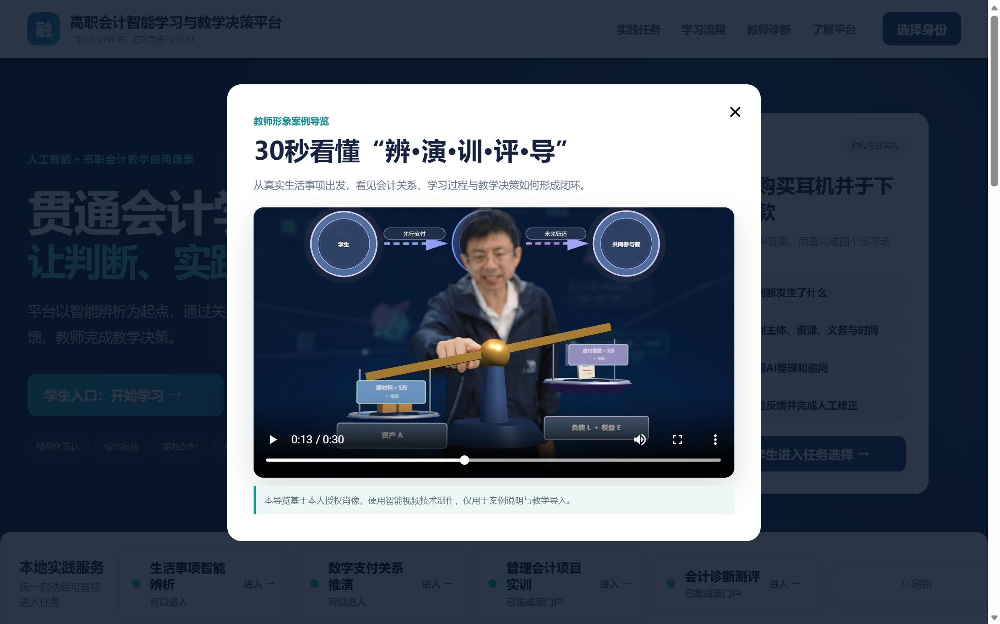 融
高职会计智能学习与教学决策平台
“辨·演·训·评·导” 五环贯通 · v16.11
实践任务
学习流程
教师诊断
了解平台
选择身份
人工智能 + 高职会计教学应用场景
贯通会计学
让判断、实践
平台以智能辨析为起点，通过关
馈、教师完成教学决策。
学生入口：开始学习 →
结构化表达
输出核验
隐私保护
教师形象案例导览
30秒看懂“辨·演·训·评·导”
从真实生活事项出发，看见会计关系、学习过程与教学决策如何形成闭环。
学生
先行支付
未来归还
共同参与者
原材料 + 5万
应付账款 + 5万
资产 A
负债 L + 权益 E
0:13 / 0:30
本导览基于本人授权肖像，使用智能视频技术制作，仅用于案例说明与教学导入。
财经专业实践
购买耳机并于下
款
AI答案，而是完成四个学习动
判断发生了什么
别主体、资源、义务与时间
用AI整理和追问
验反馈并完成人工修正
学生进入任务选择 →
本地实践服务
统一启动后可直接
进入任务
生活事项智能
辨析
可以进入
进入 →
数字支付关系
推演
可以进入
进入 →
管理会计项目
实训
已集成至门户
进入 →
会计诊断测评
已集成至门户
进入 →
↻ 刷新